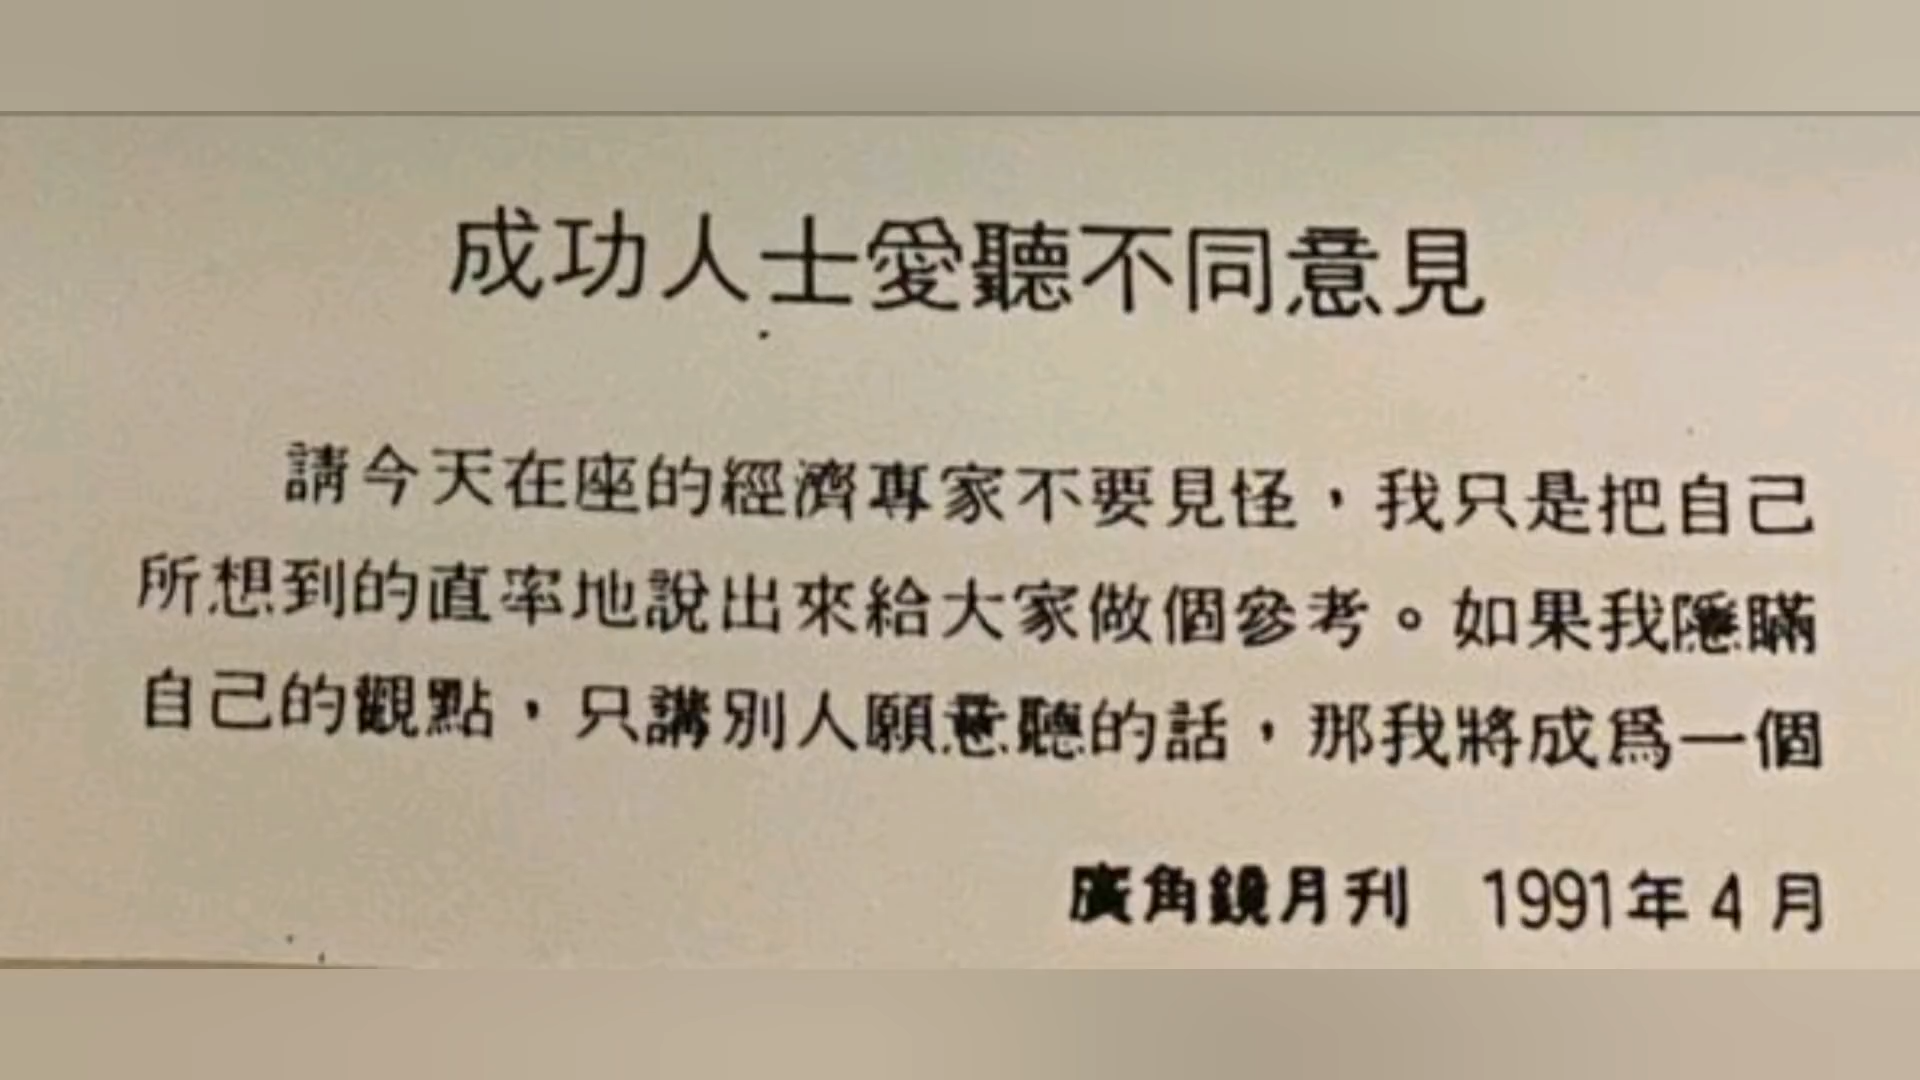 成功人士愛聽不同意見
請今天在座的經濟專家不要見怪，我只是把自己
所想到的直率地說出來給大家做個參考。如果我隱瞞
自己的觀點，只講別人願意聽的話，那我將成爲一個
廣角鏡月刊 1991年4月